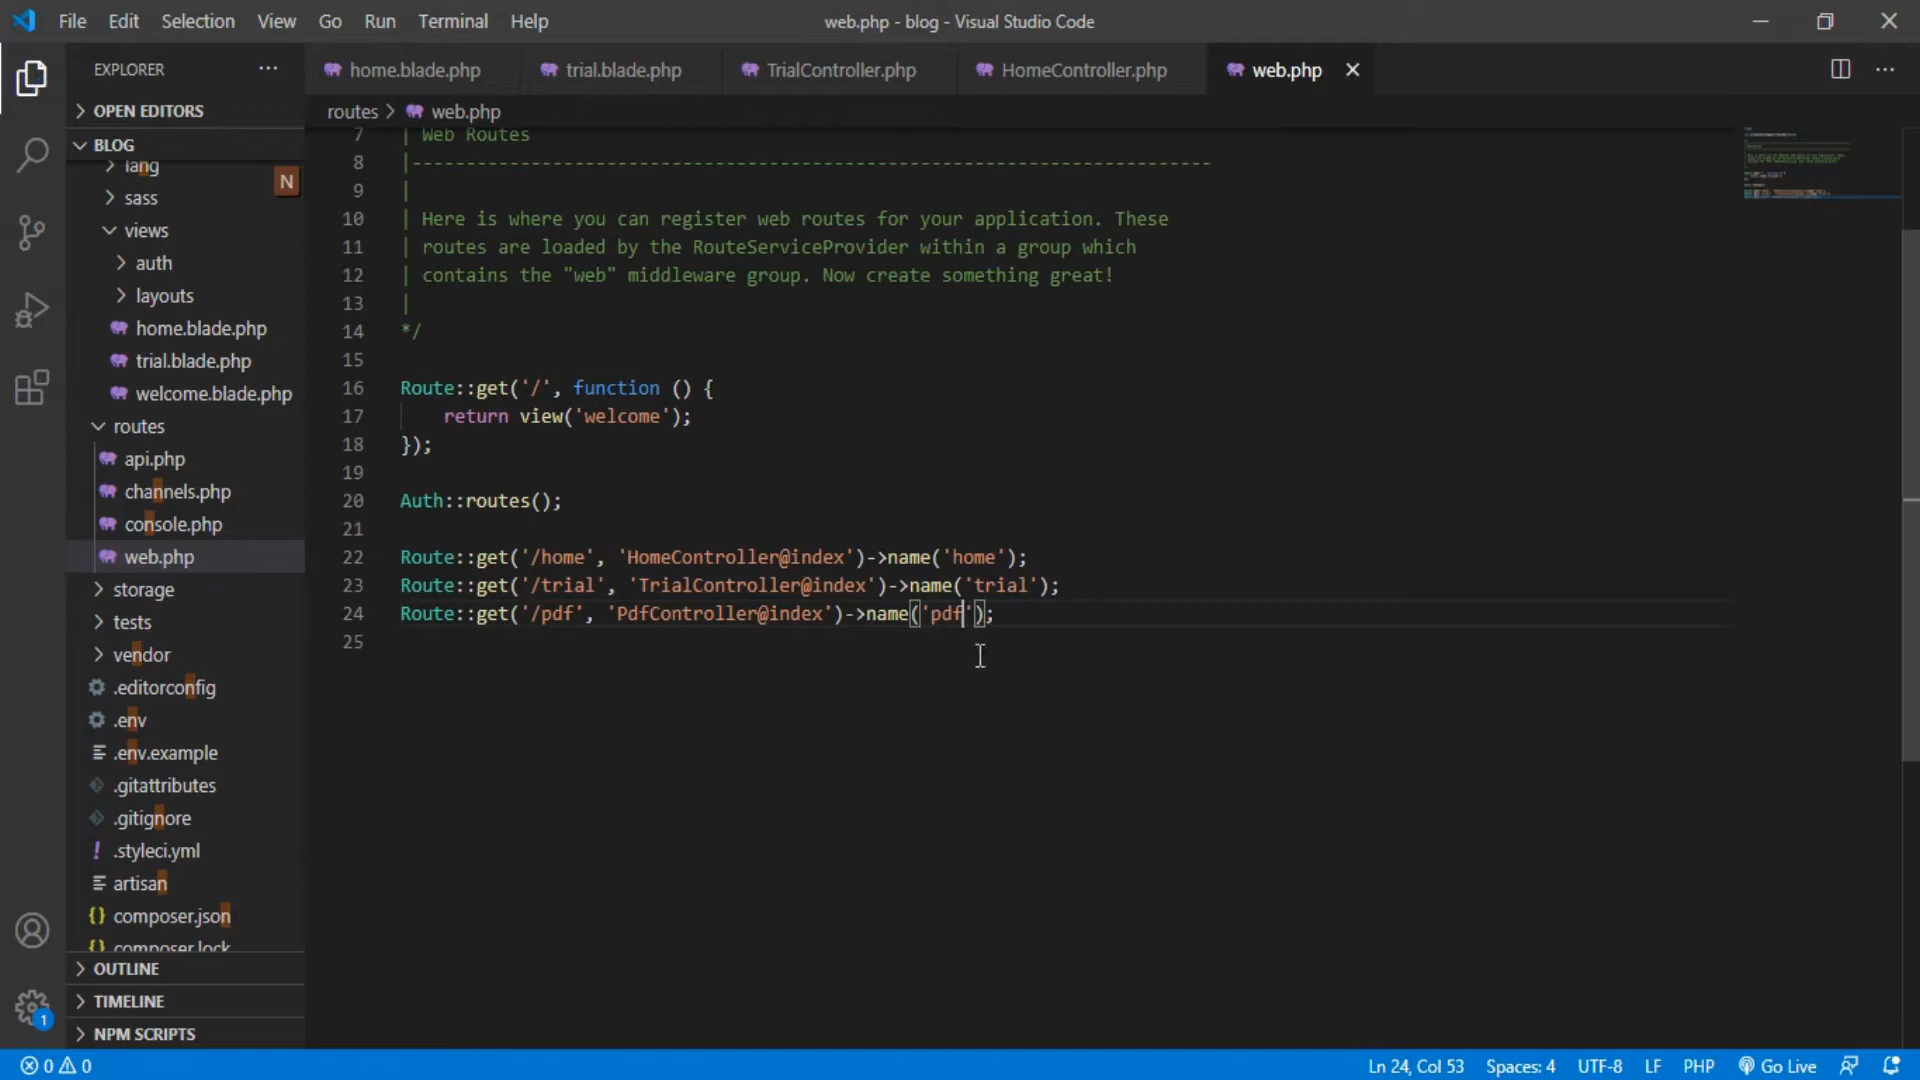 File Edit Selection View Go Run Terminal Help
web.php - blog - Visual Studio Code
EXPLORER
home.blade.php
trial.blade.php
TrialController.php
HomeController.php
web.php
OPEN EDITORS
routes > web.php
BLOG
lang
N
sass
views
auth
layouts
home.blade.php
trial.blade.php
welcome.blade.php
routes
api.php
channels.php
console.php
web.php
storage
tests
vendor
.editorconfig
.env
.env.example
.gitattributes
.gitignore
! .styleci.yml
artisan
{} composer.json
{} composer.lock
OUTLINE
TIMELINE
NPM SCRIPTS
7 | Web Routes
8 |--------------------------------------------------------------------------
9 |
10 | Here is where you can register web routes for your application. These
11 | routes are loaded by the RouteServiceProvider within a group which
12 | contains the "web" middleware group. Now create something great!
13 |
14 */
15
16 Route::get('/', function () {
17     return view('welcome');
18 });
19
20 Auth::routes();
21
22 Route::get('/home', 'HomeController@index')->name('home');
23 Route::get('/trial', 'TrialController@index')->name('trial');
24 Route::get('/pdf', 'PdfController@index')->name('pdf');
25
1
0 0
Ln 24, Col 53 Spaces: 4 UTF-8 LF PHP Go Live